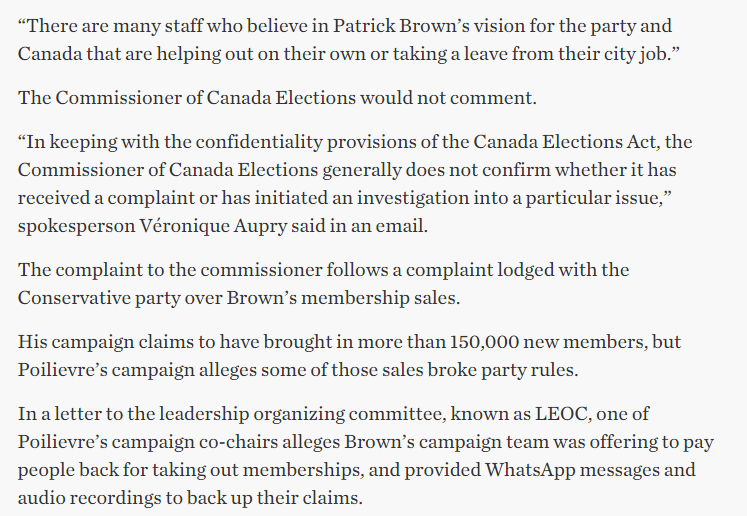 “There are many staff who believe in Patrick Brown’s vision for the party and
Canada that are helping out on their own or taking a leave from their city job.”
The Commissioner of Canada Elections would not comment.
“In keeping with the confidentiality provisions of the Canada Elections Act, the
Commissioner of Canada Elections generally does not confirm whether it has
received a complaint or has initiated an investigation into a particular issue,”
spokesperson Véronique Aupry said in an email.
The complaint to the commissioner follows a complaint lodged with the
Conservative party over Brown’s membership sales.
His campaign claims to have brought in more than 150,000 new members, but
Poilievre’s campaign alleges some of those sales broke party rules.
In a letter to the leadership organizing committee, known as LEOC, one of
Poilievre’s campaign co-chairs alleges Brown’s campaign team was offering to pay
people back for taking out memberships, and provided WhatsApp messages and
audio recordings to back up their claims.